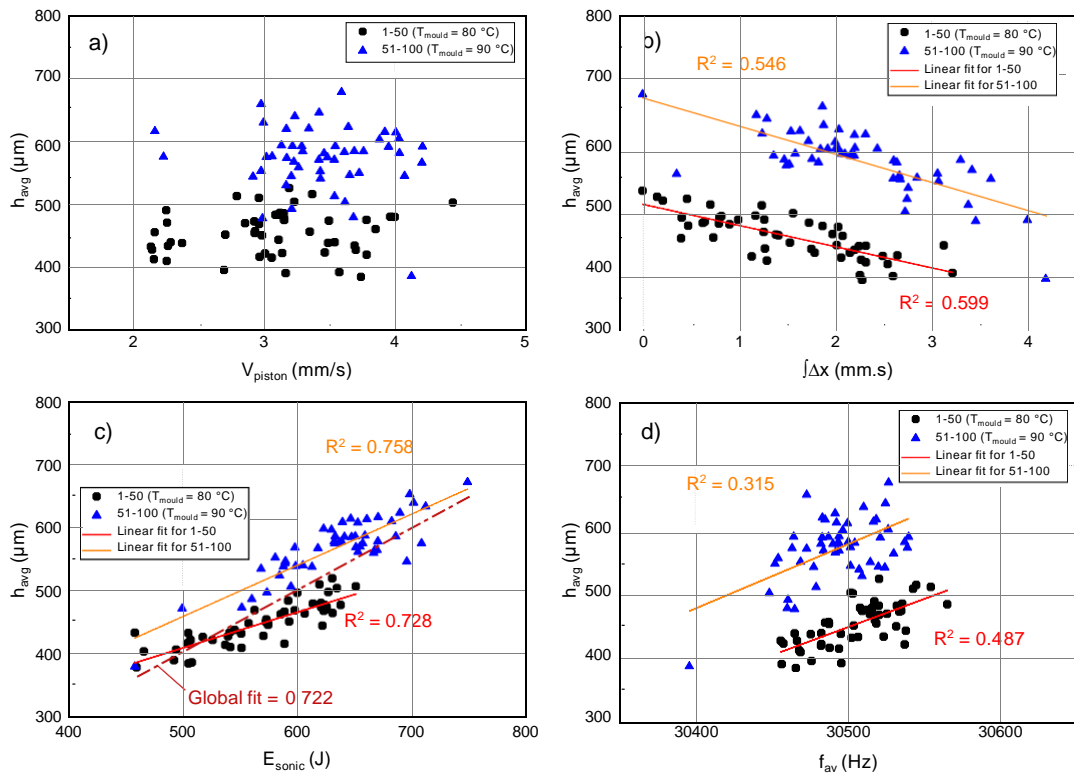 a)
1-50 (Tmould = 80 °C)
51-100 (Tmould = 90 °C)
800
700
600
500
400
300
havg (µm)
2
3
4
5
Vpiston (mm/s)
b)
R² = 0.546
1-50 (Tmould = 80 °C)
51-100 (Tmould = 90 °C)
Linear fit for 1-50
Linear fit for 51-100
R² = 0.599
800
700
600
500
400
300
havg (µm)
0
1
2
3
4
∫Δx (mm.s)
c)
R² = 0.758
1-50 (Tmould = 80 °C)
51-100 (Tmould = 90 °C)
Linear fit for 1-50
Linear fit for 51-100
R² = 0.728
Global fit = 0.722
800
700
600
500
400
300
havg (µm)
400
500
600
700
800
Esonic (J)
d)
1-50 (Tmould = 80 °C)
51-100 (Tmould = 90 °C)
Linear fit for 1-50
Linear fit for 51-100
R² = 0.315
R² = 0.487
800
700
600
500
400
300
havg (µm)
30400
30500
30600
fav (Hz)